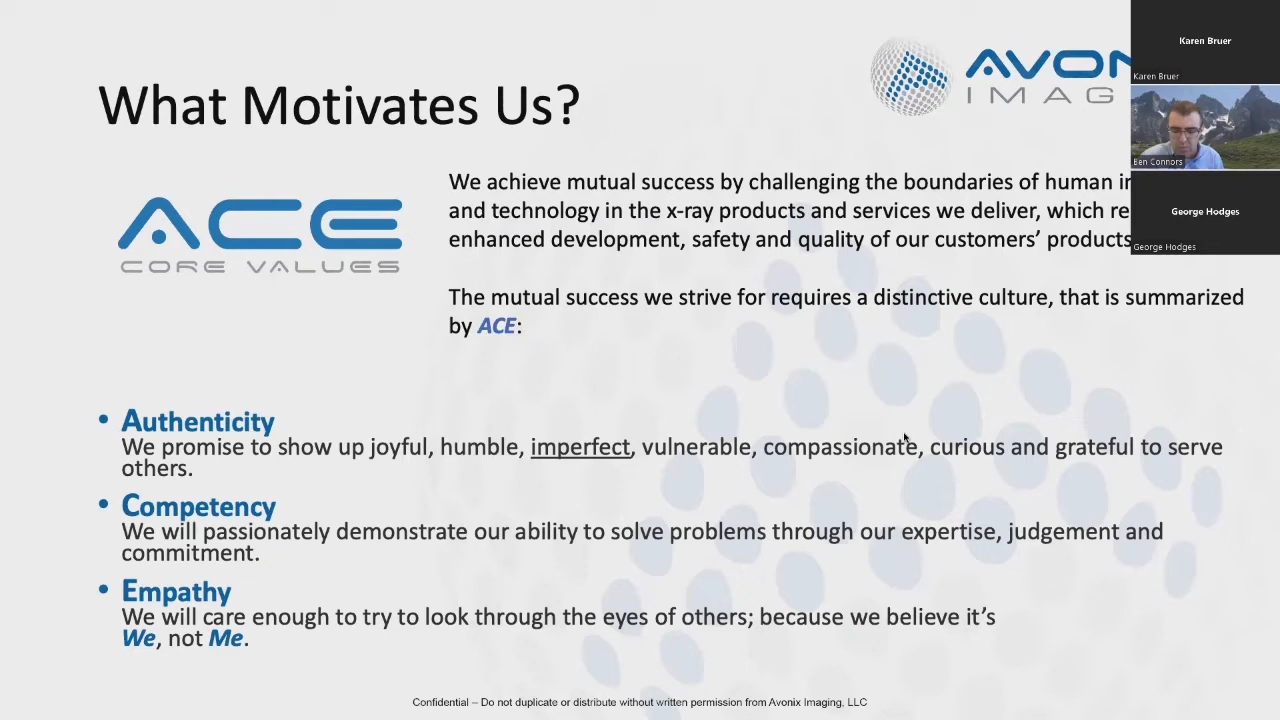 What Motivates Us?
AVON
IMAG
ACE
CORE VALUES
We achieve mutual success by challenging the boundaries of human
and technology in the x-ray products and services we deliver, which
enhanced development, safety and quality of our customers’ products
The mutual success we strive for requires a distinctive culture, that is summarized
by ACE:
• Authenticity
We promise to show up joyful, humble, imperfect, vulnerable, compassionate, curious and grateful to serve
others.
• Competency
We will passionately demonstrate our ability to solve problems through our expertise, judgement and
commitment.
• Empathy
We will care enough to try to look through the eyes of others; because we believe it’s
We, not Me.
Confidential – Do not duplicate or distribute without written permission from Avonix Imaging, LLC
Karen Bruer
Karen Bruer
Ben Connors
George Hodges
George Hodges